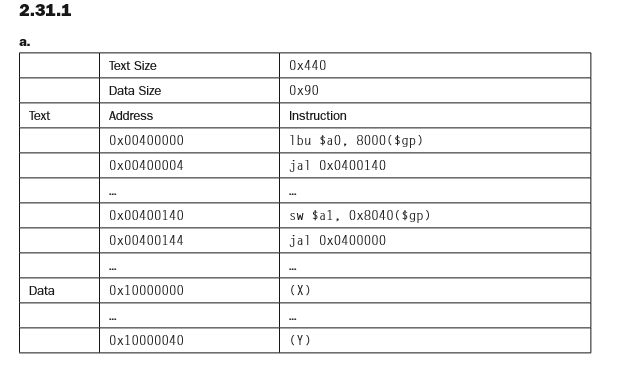 2.31.1
a.
Text Size 0x440
Data Size 0x90
Text Address Instruction
0x00400000 lbu $a0, 8000($gp)
0x00400004 jal 0x0400140
… …
0x00400140 sw $a1, 0x8040($gp)
0x00400144 jal 0x0400000
… …
Data 0x10000000 (X)
… …
0x10000040 (Y)